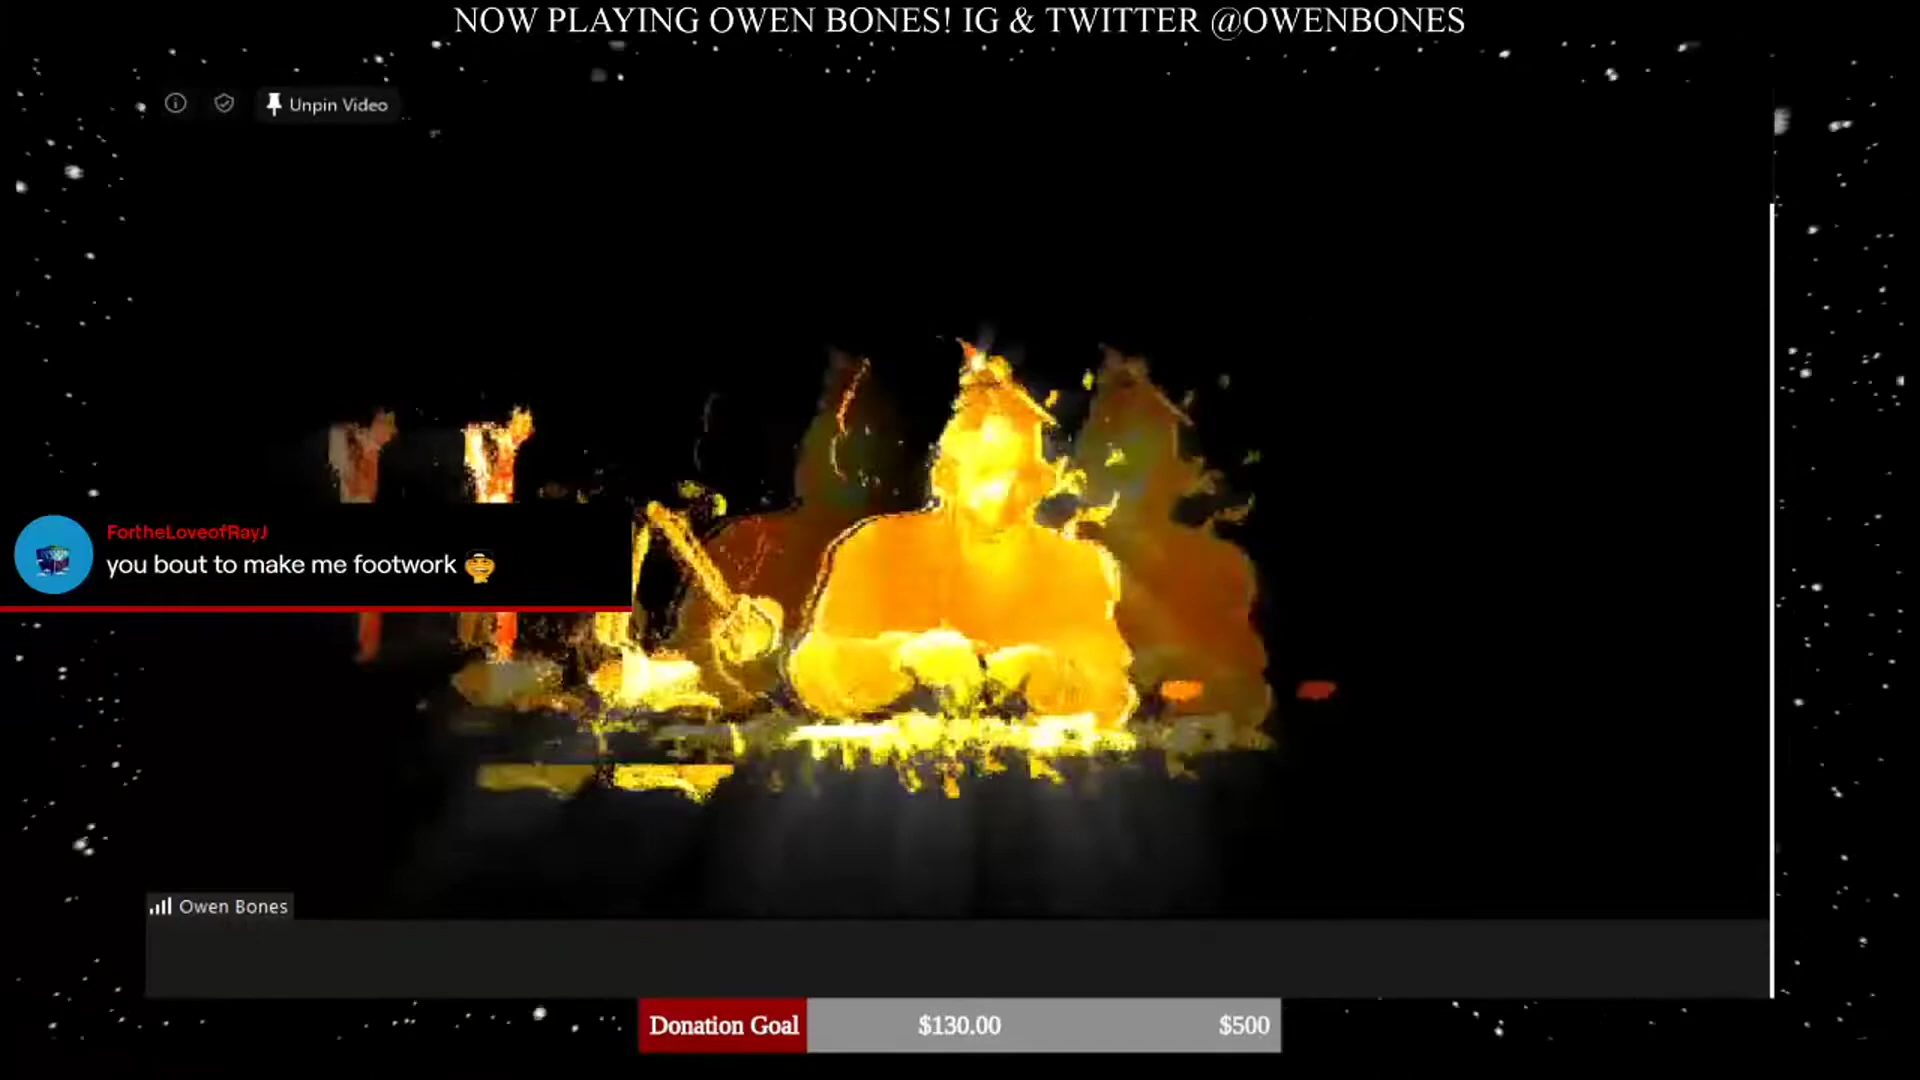 NOW PLAYING OWEN BONES! IG & TWITTER @OWENBONES
Unpin Video
FortheLoveofRayJ
you bout to make me footwork
Owen Bones
Donation Goal $130.00 $500